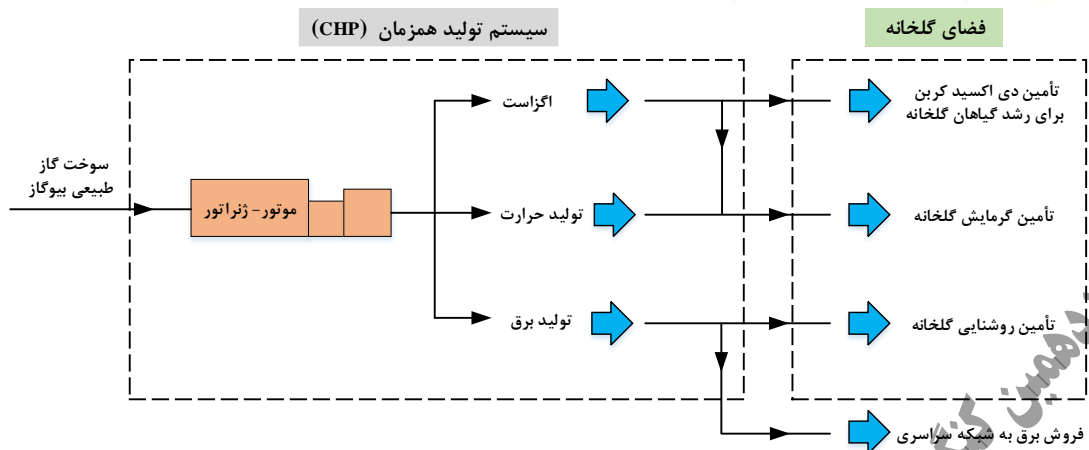 فضای گلخانه
سیستم تولید همزمان (CHP)
تأمین دی اکسید کربن
برای رشد گیاهان گلخانه
اگزاست
سوخت گاز
طبیعی بیوگاز
موتور - ژنراتور
تولید حرارت
تأمین گرمایش گلخانه
تولید برق
تأمین روشنایی گلخانه
فروش برق به شبکه سراسری